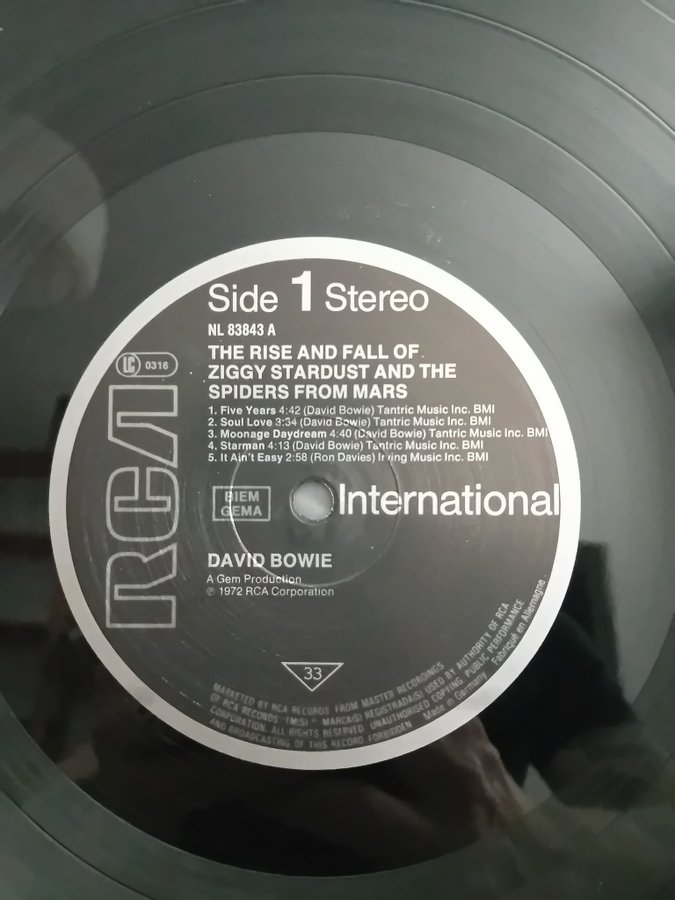 Side 1 Stereo
NL 83843 A
LC 0316
THE RISE AND FALL OF
ZIGGY STARDUST AND THE
SPIDERS FROM MARS
1. Five Years 4:42 (David Bowie) Tantric Music Inc. BMI
2. Soul Love 3:34 (David Bowie) Tantric Music Inc. BMI
3. Moonage Daydream 4:40 (David Bowie) Tantric Music Inc. BMI
4. Starman 4:13 (David Bowie) Tantric Music Inc. BMI
5. It Ain't Easy 2:58 (Ron Davies) Irving Music Inc. BMI
RCA
BIEM
GEMA
International
DAVID BOWIE
A Gem Production
℗ 1972 RCA Corporation
33
MARKETED BY RCA RECORDS FROM MASTER RECORDINGS
OF RCA RECORDS TM(S) ® MARCA(S) REGISTRADA(S) USED BY AUTHORITY OF RCA
CORPORATION. ALL RIGHTS RESERVED. UNAUTHORISED COPYING PUBLIC PERFORMANCE
AND BROADCASTING OF THIS RECORD FORBIDDEN Made in Germany Fabriqué en Allemagne